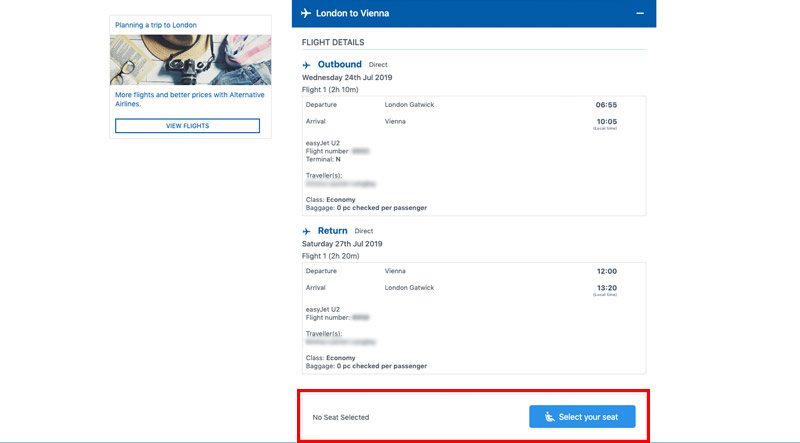 Planning a trip to London
More flights and better prices with Alternative
Airlines.
VIEW FLIGHTS
London to Vienna
FLIGHT DETAILS
Outbound Direct
Wednesday 24th Jul 2019
Flight 1 (2h 10m)
Departure London Gatwick 06:55
Arrival Vienna 10:05
(Local time)
easyJet U2
Flight number:
Terminal: N
Traveller(s):
Class: Economy
Baggage: 0 pc checked per passenger
Return Direct
Saturday 27th Jul 2019
Flight 1 (2h 20m)
Departure Vienna 12:00
Arrival London Gatwick 13:20
(Local time)
easyJet U2
Flight number:
Traveller(s):
Class: Economy
Baggage: 0 pc checked per passenger
No Seat Selected Select your seat